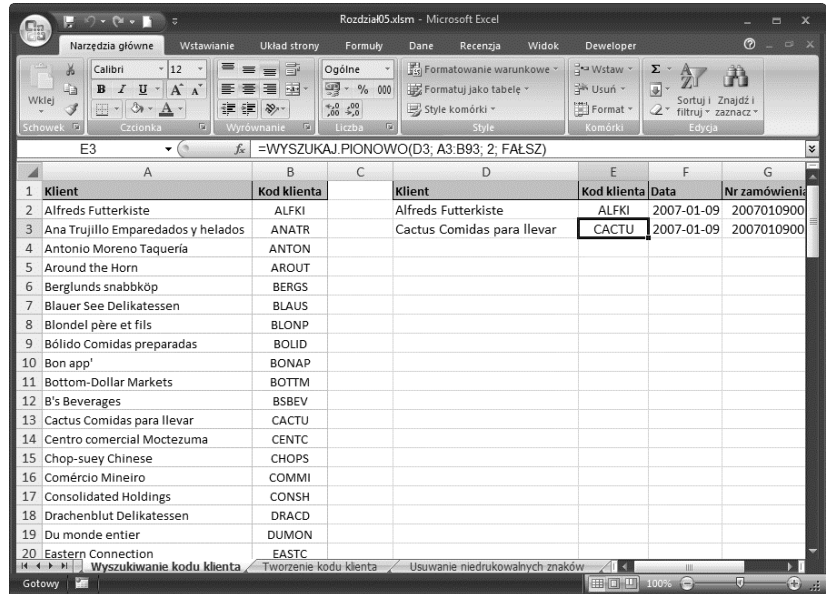 Rozdział05.xlsm - Microsoft Excel
Narzędzia główne Wstawianie Układ strony Formuły Dane Recenzja Widok Deweloper
Wklej
Calibri 12
B I U A A
A
Ogólne
% 000
Formatowanie warunkowe
Formatuj jako tabelę
Style komórki
Wstaw
Usuń
Format
Σ
Sortuj i filtruj
Znajdź i zaznacz
Schowek Czcionka Wyrównanie Liczba Style Komórki Edycja
E3 fx =WYSZUKAJ.PIONOWO(D3; A3:B93; 2; FAŁSZ)
A B C D E F G
1 Klient Kod klienta Klient Kod klienta Data Nr zamówienia
2 Alfreds Futterkiste ALFKI Alfreds Futterkiste ALFKI 2007-01-09 2007010900
3 Ana Trujillo Emparedados y helados ANATR Cactus Comidas para llevar CACTU 2007-01-09 2007010900
4 Antonio Moreno Taquería ANTON
5 Around the Horn AROUT
6 Berglunds snabbköp BERGS
7 Blauer See Delikatessen BLAUS
8 Blondel père et fils BLONP
9 Bólido Comidas preparadas BOLID
10 Bon app' BONAP
11 Bottom-Dollar Markets BOTTM
12 B's Beverages BSBEV
13 Cactus Comidas para llevar CACTU
14 Centro comercial Moctezuma CENTC
15 Chop-suey Chinese CHOPS
16 Comércio Mineiro COMMI
17 Consolidated Holdings CONSH
18 Drachenblut Delikatessen DRACD
19 Du monde entier DUMON
20 Eastern Connection EASTC
Wyszukiwanie kodu klienta Tworzenie kodu klienta Usuwanie niedrukowalnych znaków
Gotowy 100%